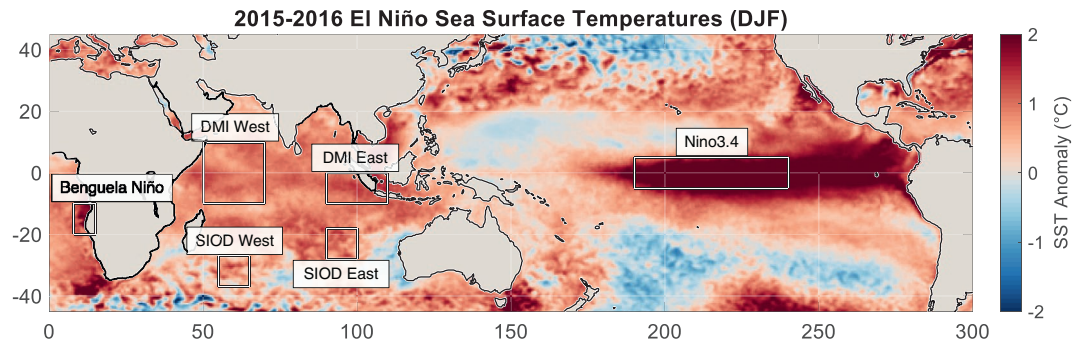 2015-2016 El Niño Sea Surface Temperatures (DJF)
40
20
0
-20
-40
DMI West
DMI East
Nino3.4
Benguela Niño
SIOD West
SIOD East
0
50
100
150
200
250
300
2
1
0
-1
-2
SST Anomaly (°C)